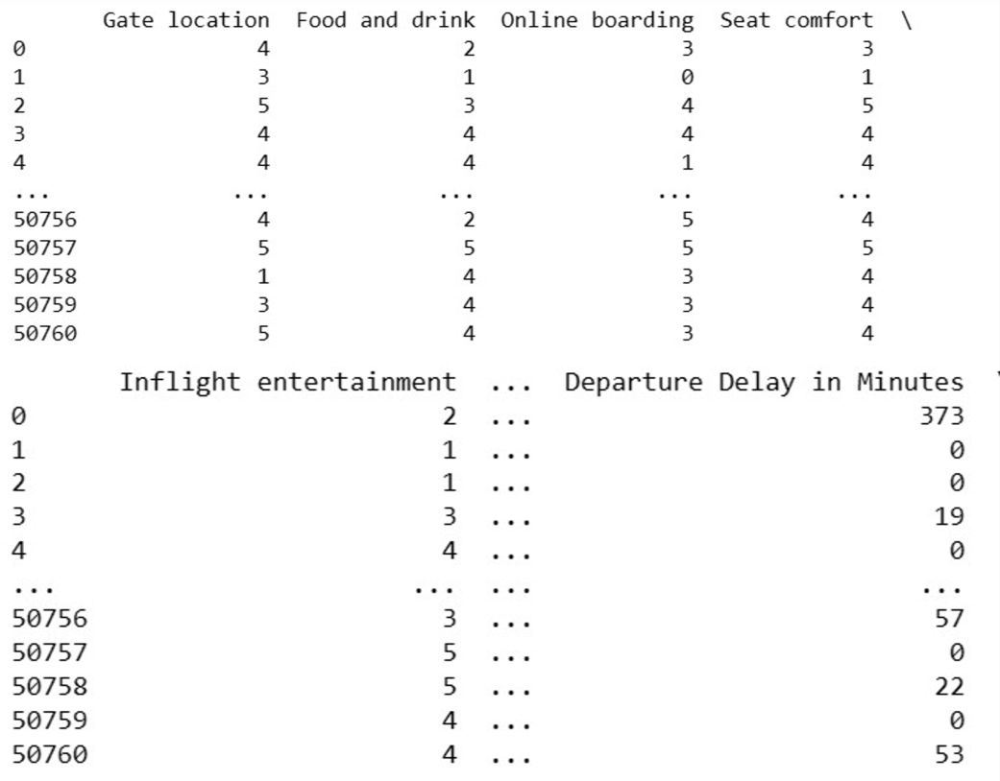 Gate location  Food and drink  Online boarding  Seat comfort  \
0 4 2 3 3
1 3 1 0 1
2 5 3 4 5
3 4 4 4 4
4 4 4 1 4
... ... ... ... ...
50756 4 2 5 4
50757 5 5 5 5
50758 1 4 3 4
50759 3 4 3 4
50760 5 4 3 4
Inflight entertainment  ...  Departure Delay in Minutes  \
0 2 ... 373
1 1 ... 0
2 1 ... 0
3 3 ... 19
4 4 ... 0
... ... ... ...
50756 3 ... 57
50757 5 ... 0
50758 5 ... 22
50759 4 ... 0
50760 4 ... 53